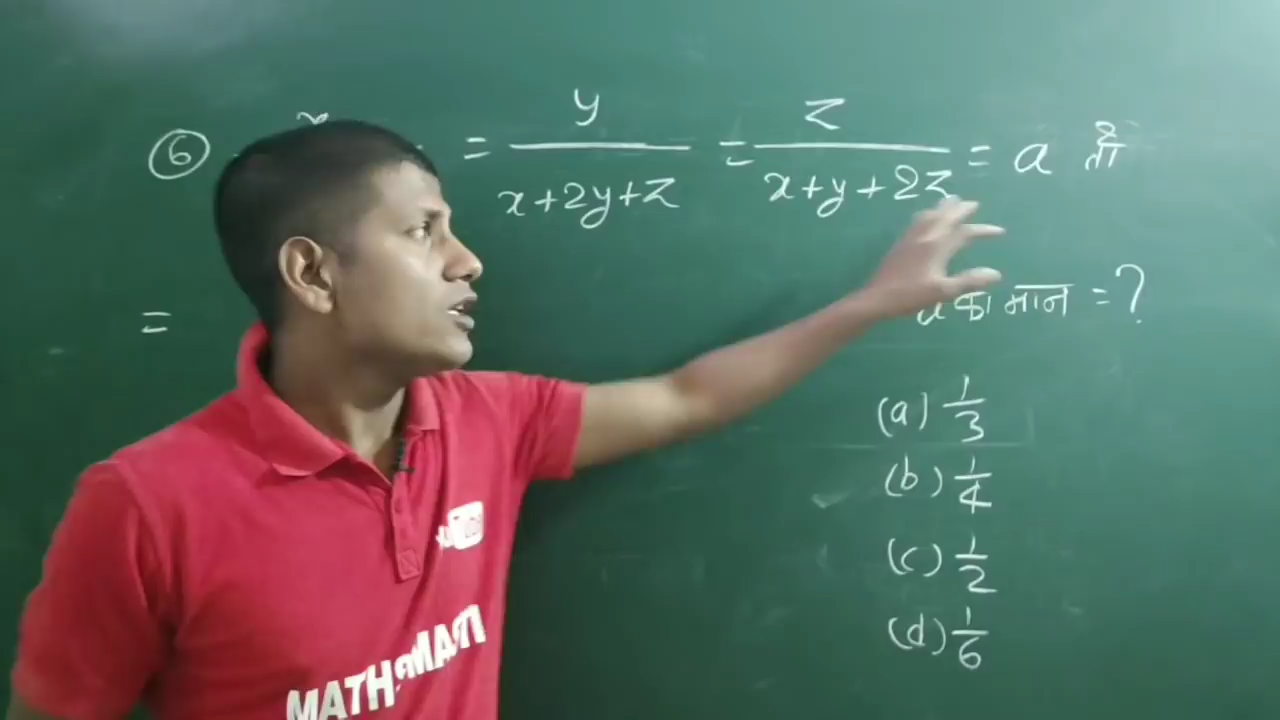 ⑥ x = y/(x+2y+z) = z/(x+y+2z) = a तो
= का मान = ?
(a) 1/3
(b) 1/4
(c) 1/2
(d) 1/6
MATH